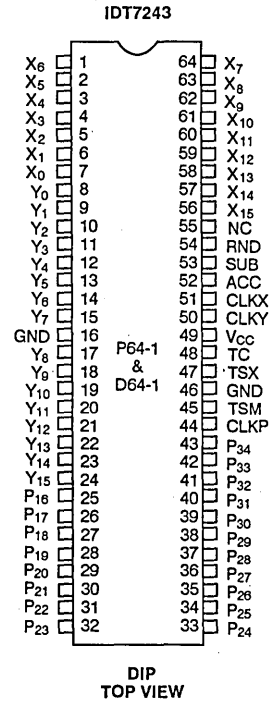 IDT7243
X6 1 64 X7
X5 2 63 X8
X4 3 62 X9
X3 4 61 X10
X2 5 60 X11
X1 6 59 X12
X0 7 58 X13
Y0 8 57 X14
Y1 9 56 X15
Y2 10 55 NC
Y3 11 54 RND
Y4 12 53 SUB
Y5 13 52 ACC
Y6 14 51 CLKX
Y7 15 50 CLKY
GND 16 P64-1 49 VCC
Y8 17 & 48 TC
Y9 18 D64-1 47 TSX
Y10 19 46 GND
Y11 20 45 TSM
Y12 21 44 CLKP
Y13 22 43 P34
Y14 23 42 P33
Y15 24 41 P32
P16 25 40 P31
P17 26 39 P30
P18 27 38 P29
P19 28 37 P28
P20 29 36 P27
P21 30 35 P26
P22 31 34 P25
P23 32 33 P24
DIP
TOP VIEW